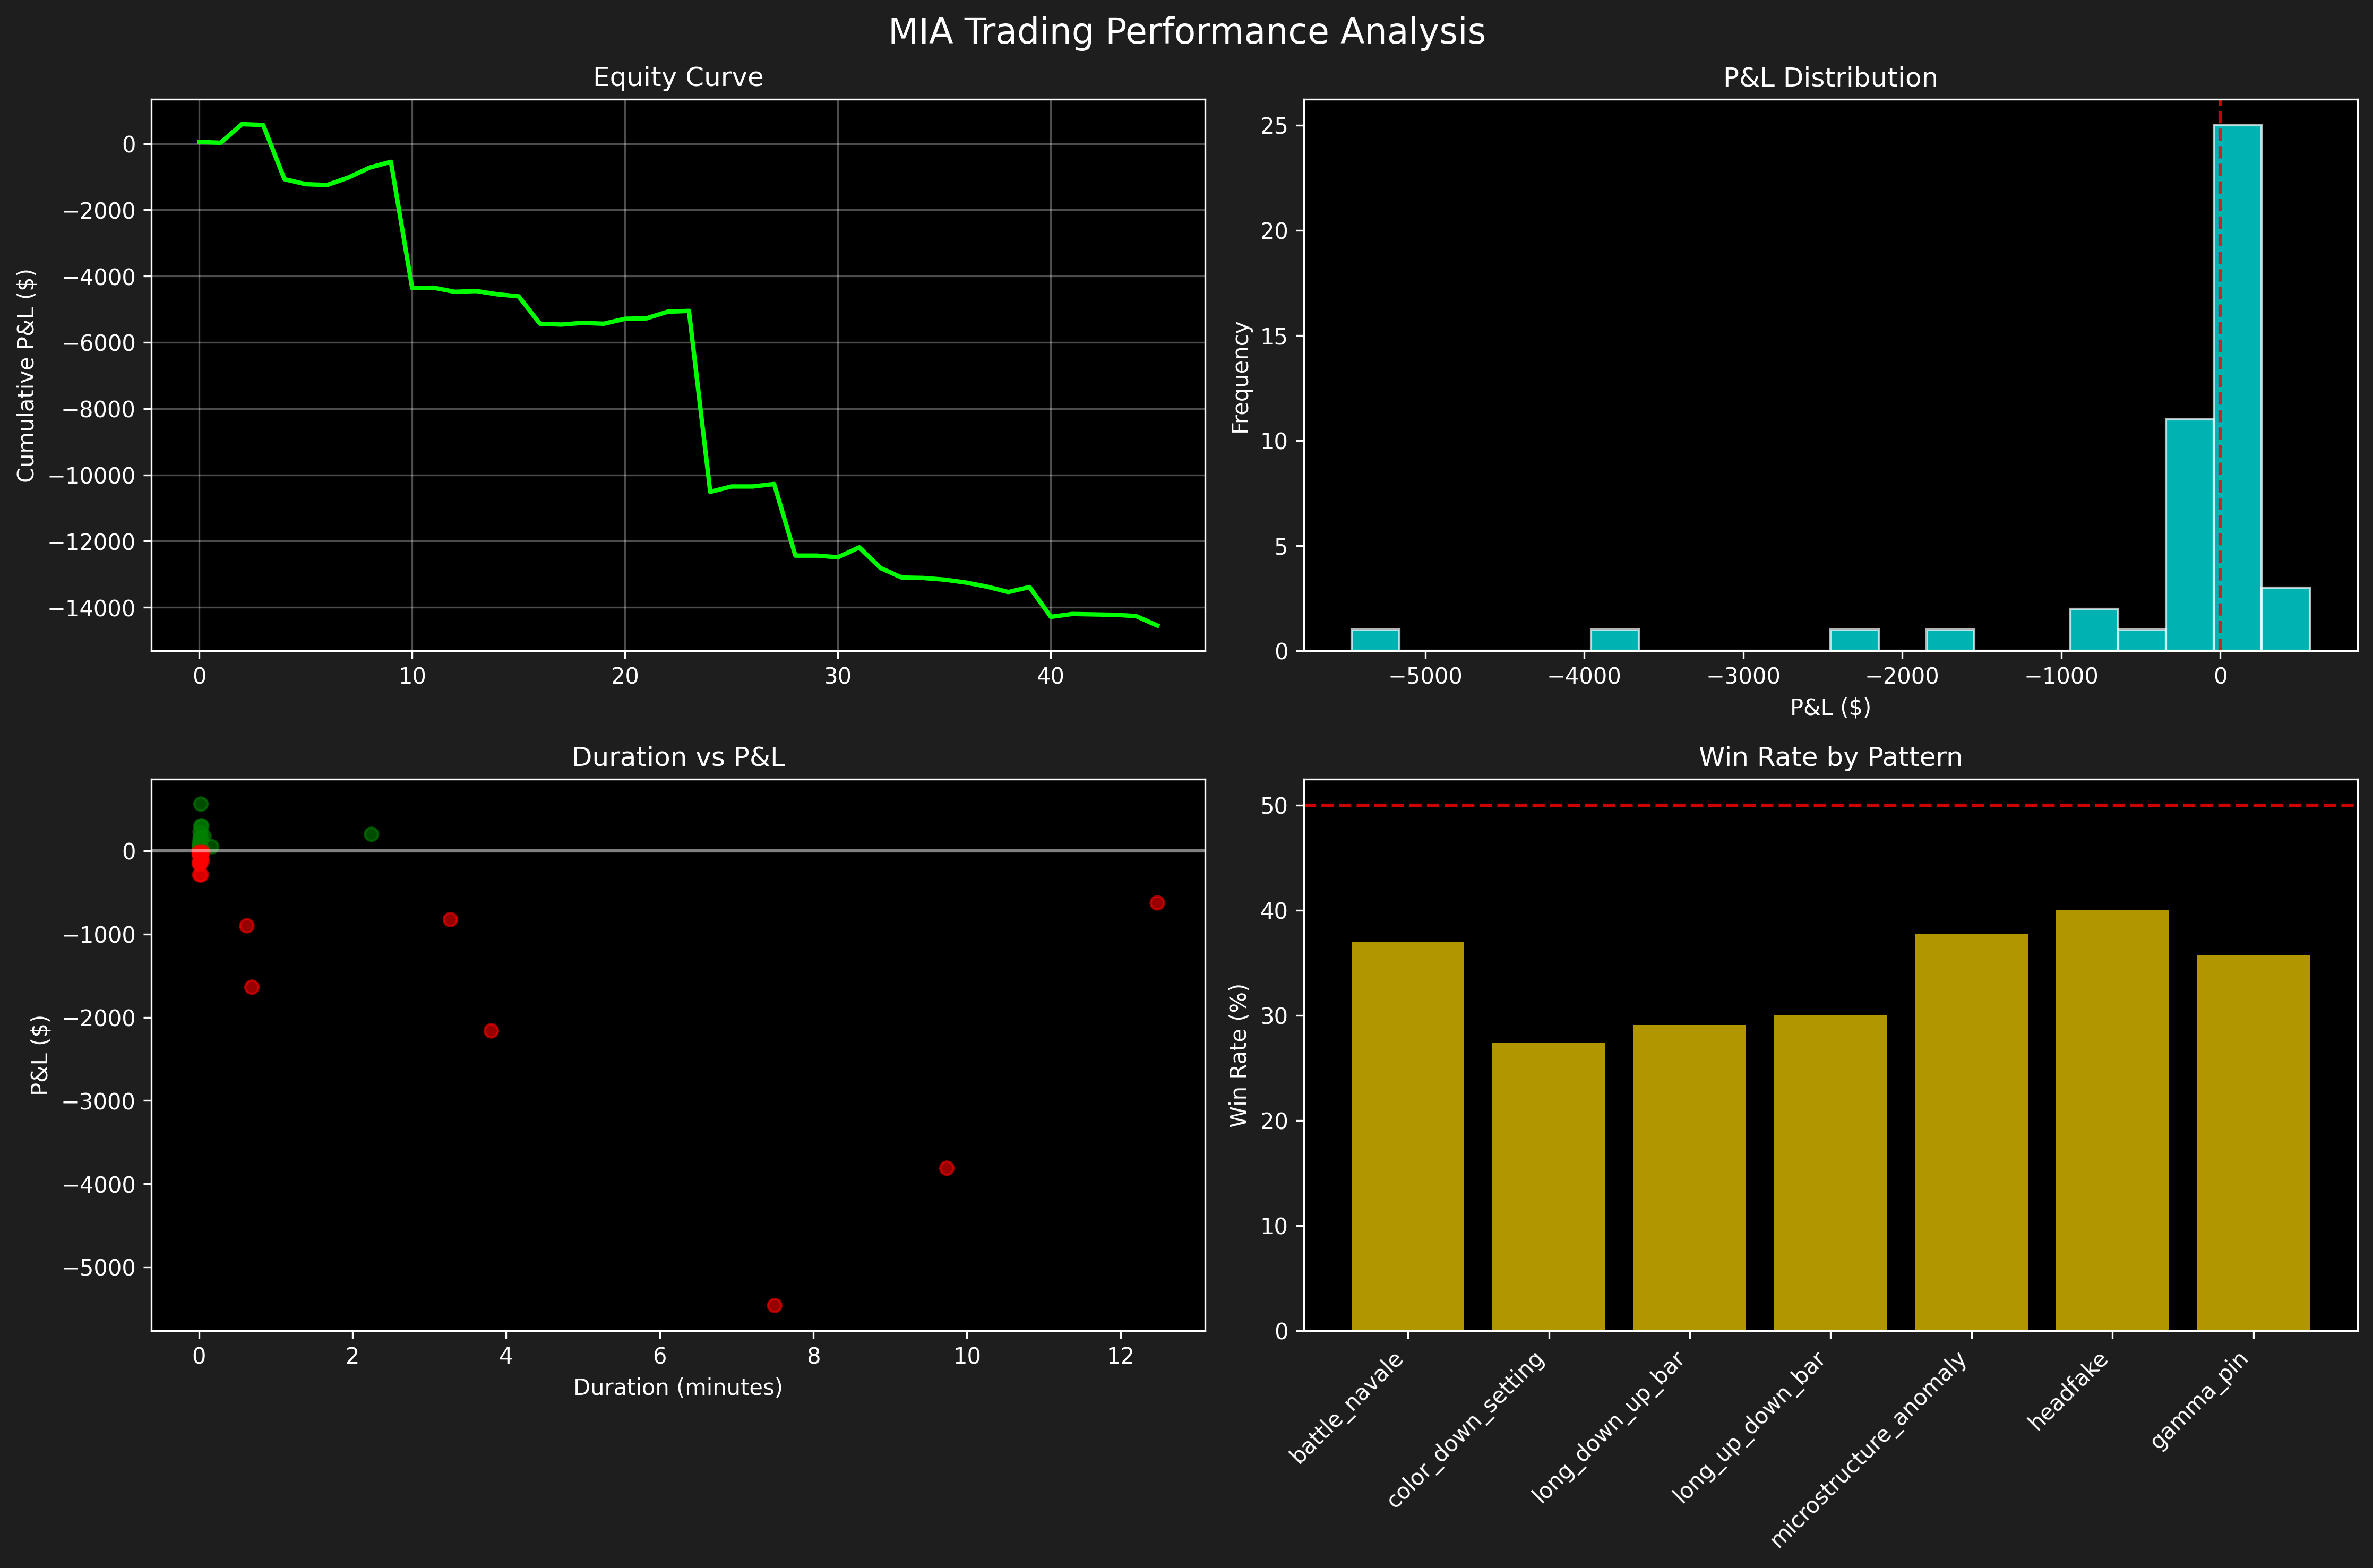 MIA Trading Performance Analysis
Equity Curve
Cumulative P&L ($)
0
−2000
−4000
−6000
−8000
−10000
−12000
−14000
0 10 20 30 40
P&L Distribution
Frequency
25
20
15
10
5
0
−5000 −4000 −3000 −2000 −1000 0
P&L ($)
Duration vs P&L
P&L ($)
0
−1000
−2000
−3000
−4000
−5000
0 2 4 6 8 10 12
Duration (minutes)
Win Rate by Pattern
Win Rate (%)
50
40
30
20
10
0
battle_navale
color_down_setting
long_down_up_bar
long_up_down_bar
microstructure_anomaly
headfake
gamma_pin